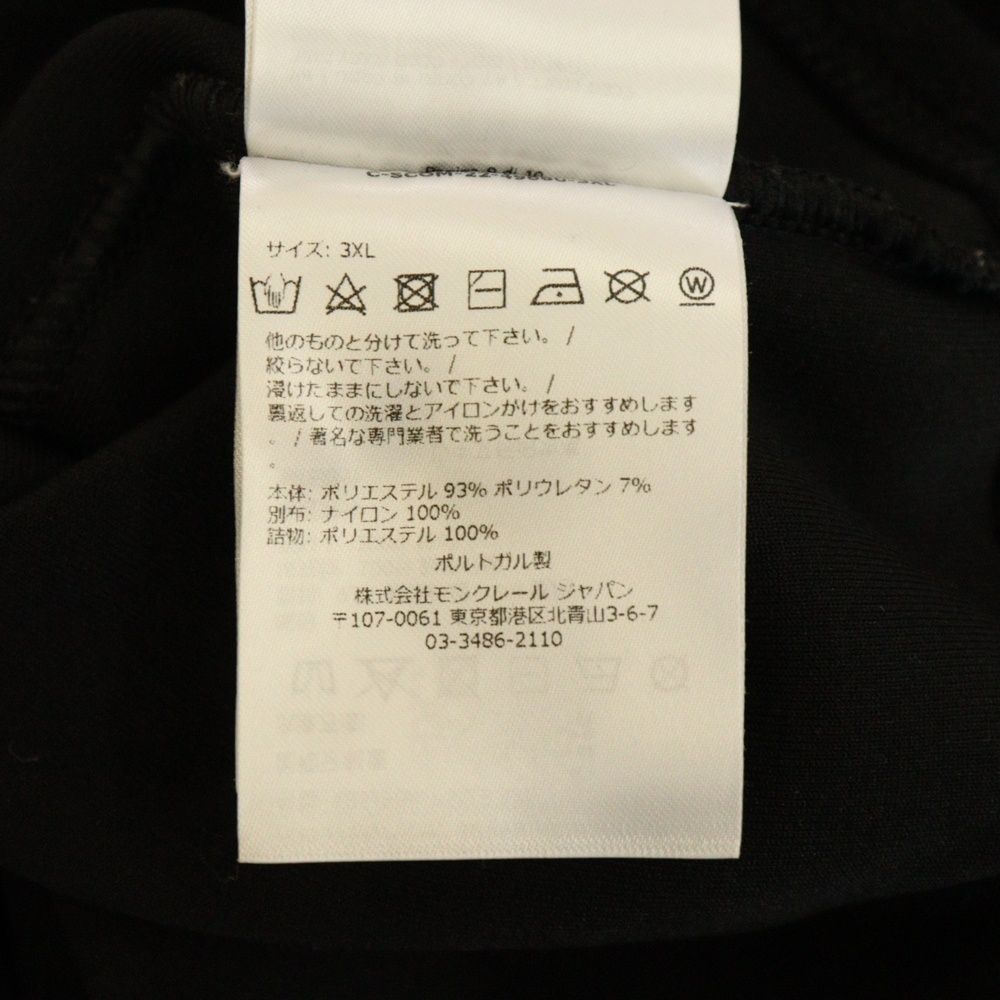 サイズ: 3XL
W
他のものと分けて洗って下さい。 /
絞らないで下さい。 /
浸けたままにしないで下さい。 /
裏返しての洗濯とアイロンがけをおすすめします
。 / 著名な専門業者で洗うことをおすすめします
。
本体: ポリエステル 93% ポリウレタン 7%
別布: ナイロン 100%
詰物: ポリエステル 100%
ポルトガル製
株式会社モンクレール ジャパン
〒107-0061 東京都港区北青山3-6-7
03-3486-2110